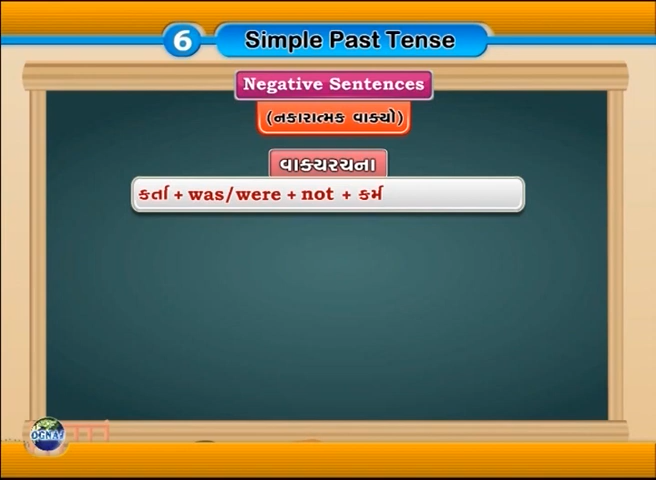 6 Simple Past Tense
Negative Sentences
(નકારાત્મક વાક્યો)
વાક્યરચના
કર્તા + was/were + not + કર્મ